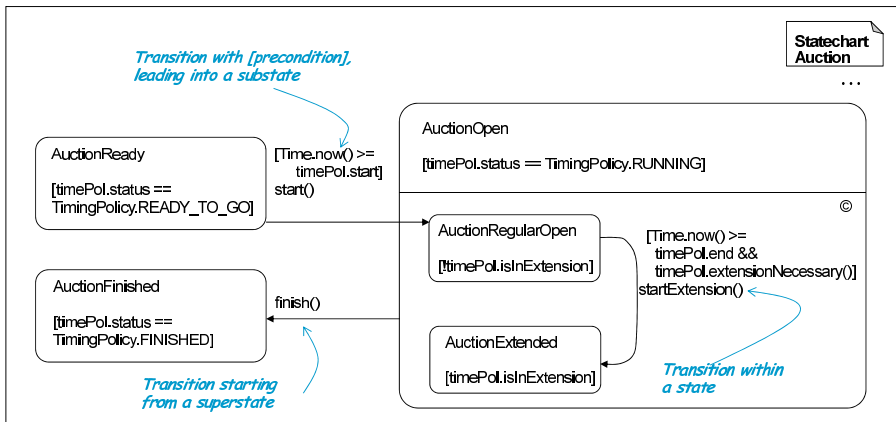 Statechart
Auction
...
Transition with [precondition],
leading into a substate
AuctionReady
[timePol.status ==
TimingPolicy.READY_TO_GO]
[Time.now() >=
timePol.start]
start()
AuctionOpen
[timePol.status == TimingPolicy.RUNNING]
©
AuctionRegularOpen
[!timePol.isInExtension]
[Time.now() >=
timePol.end &&
timePol.extensionNecessary()]
startExtension()
AuctionFinished
[timePol.status ==
TimingPolicy.FINISHED]
finish()
AuctionExtended
[timePol.isInExtension]
Transition starting
from a superstate
Transition within
a state